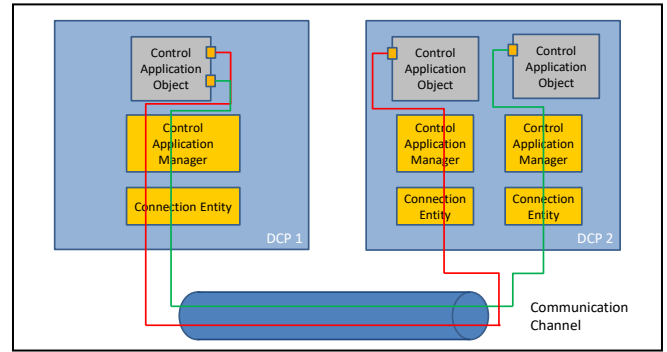 Control
Application
Object
Control
Application
Manager
Connection Entity
DCP 1
Control
Application
Object
Control
Application
Object
Control
Application
Manager
Control
Application
Manager
Connection
Entity
Connection
Entity
DCP 2
Communication
Channel